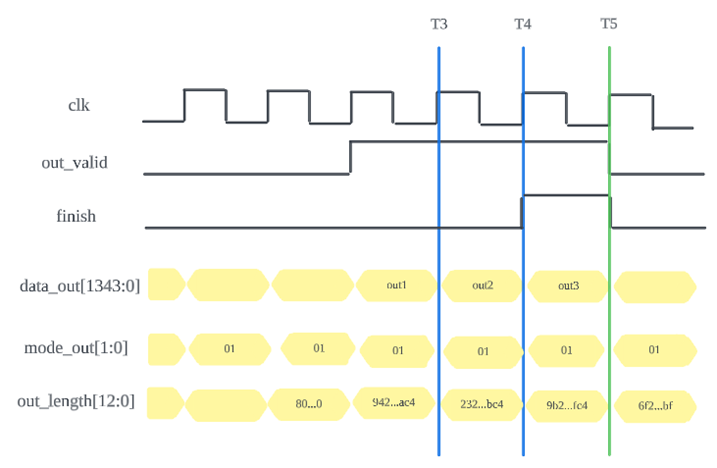 T3 T4 T5
clk
out_valid
finish
data_out[1343:0] out1 out2 out3
mode_out[1:0] 01 01 01 01 01 01
out_length[12:0] 80...0 942...ac4 232...bc4 9b2...fc4 6f2...bf